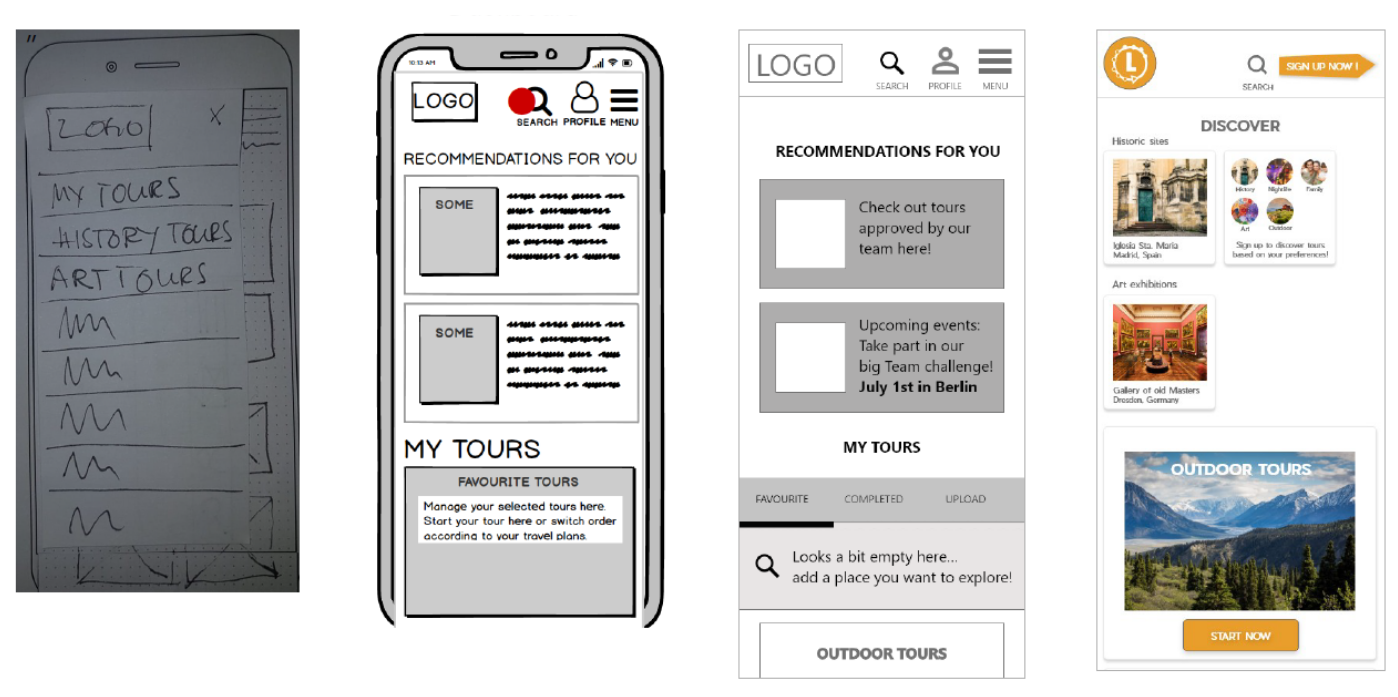 LOGO X
MY TOURS
HISTORY TOURS
ART TOURS
10:13 AM
LOGO
SEARCH PROFILE MENU
RECOMMENDATIONS FOR YOU
SOME
SOME
MY TOURS
FAVOURITE TOURS
Manage your selected tours here.
Start your tour here or switch order
according to your travel plans.
LOGO
SEARCH PROFILE MENU
RECOMMENDATIONS FOR YOU
Check out tours
approved by our
team here!
Upcoming events:
Take part in our
big Team challenge!
July 1st in Berlin
MY TOURS
FAVOURITE COMPLETED UPLOAD
Looks a bit empty here...
add a place you want to explore!
OUTDOOR TOURS
L
SEARCH
SIGN UP NOW !
DISCOVER
Historic sites
Iglesia Sta. Maria
Madrid, Spain
History Nightlife Family
Art Outdoor
Sign up to discover tours
based on your preferences!
Art exhibitions
Gallery of old Masters
Dresden, Germany
OUTDOOR TOURS
START NOW